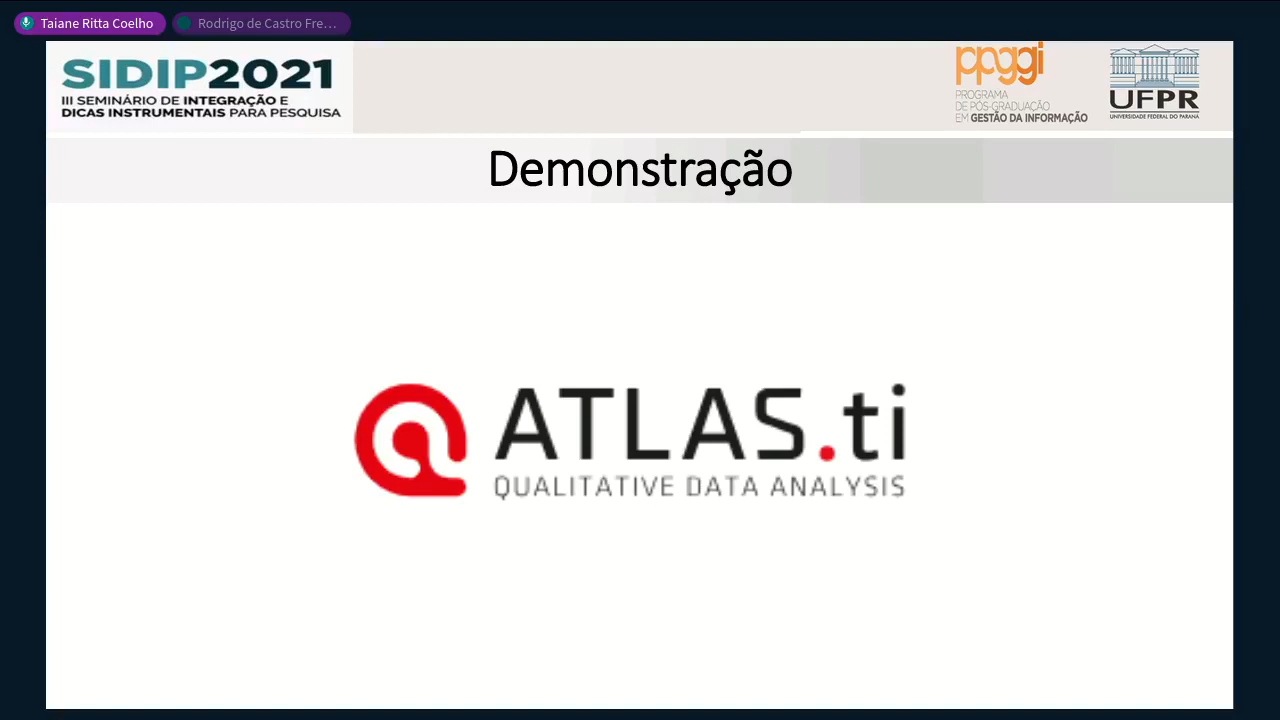 Taiane Ritta Coelho
Rodrigo de Castro Fre...
SIDIP2021
III SEMINÁRIO DE INTEGRAÇÃO E
DICAS INSTRUMENTAIS PARA PESQUISA
ppggi
PROGRAMA
DE PÓS-GRADUAÇÃO
EM GESTÃO DA INFORMAÇÃO
UFPR
UNIVERSIDADE FEDERAL DO PARANÁ
Demonstração
ATLAS.ti
QUALITATIVE DATA ANALYSIS